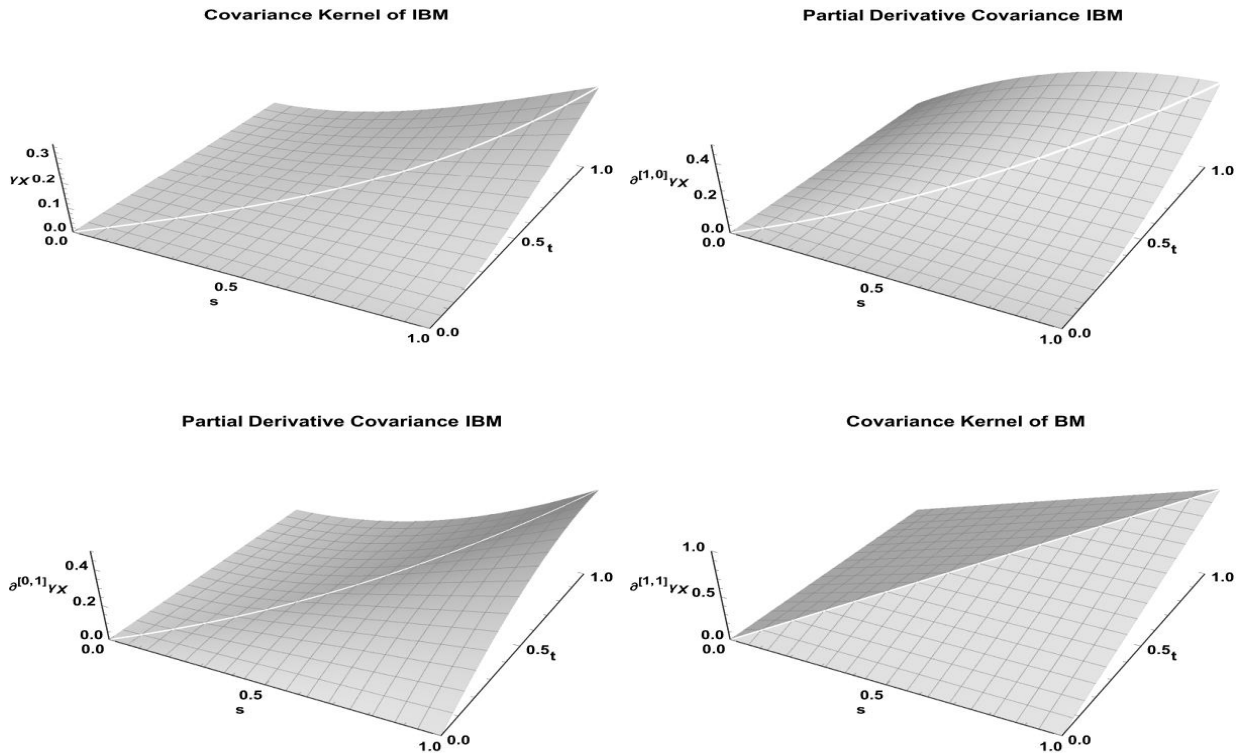 Covariance Kernel of IBM
0.3
γX 0.2
0.1
0.0
0.0
0.5
s
1.0
0.0
0.5
t
1.0
Partial Derivative Covariance IBM
0.4
∂[1,0]γX
0.2
0.0
0.0
0.5
s
1.0
0.0
0.5
t
1.0
Partial Derivative Covariance IBM
0.4
∂[0,1]γX
0.2
0.0
0.0
0.5
s
1.0
0.0
0.5
t
1.0
Covariance Kernel of BM
1.0
∂[1,1]γX
0.5
0.0
0.0
0.5
s
1.0
0.0
0.5
t
1.0